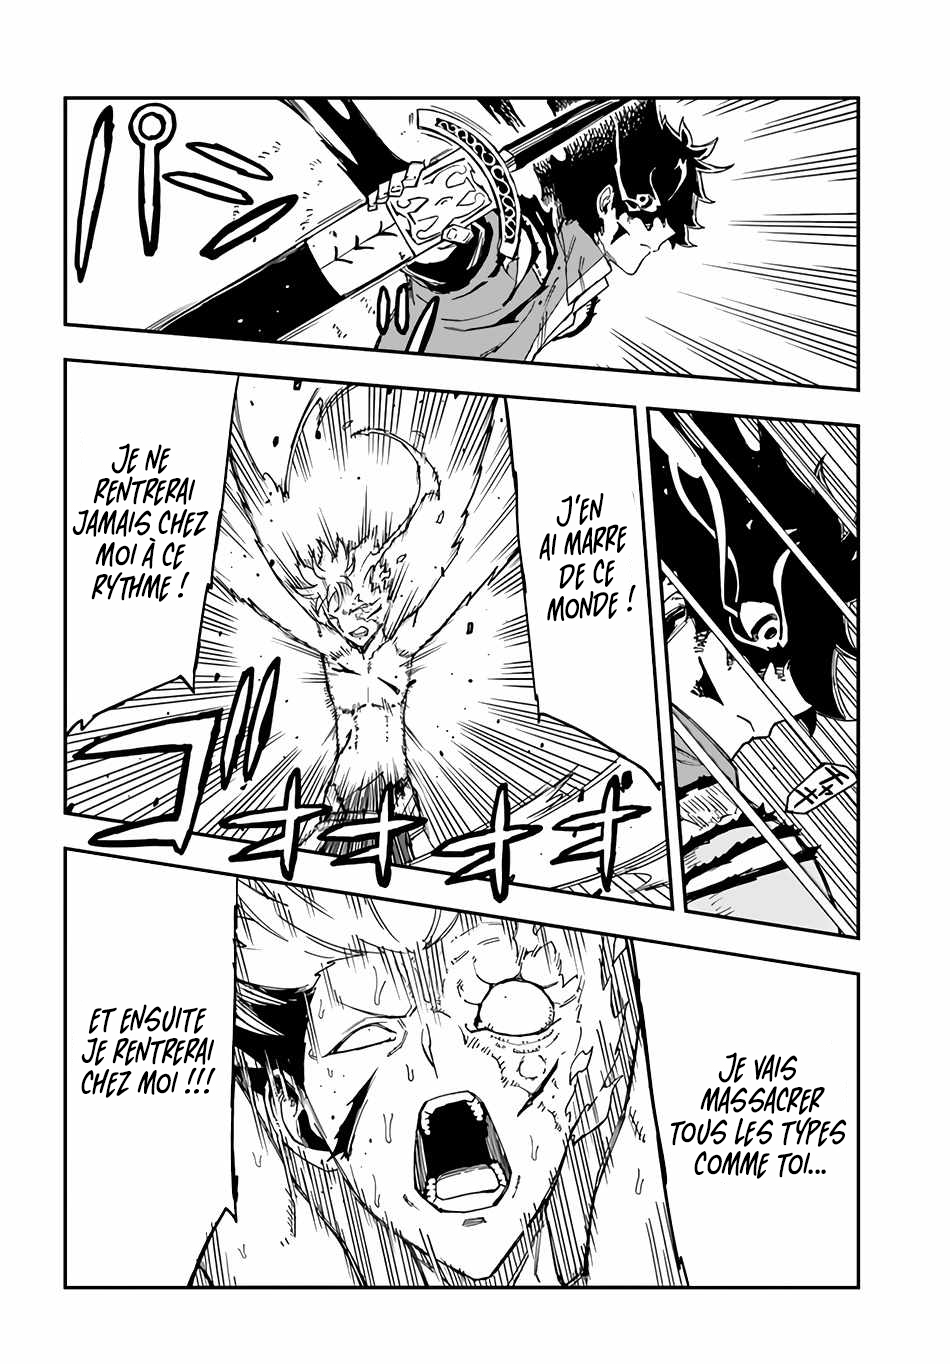 J'EN
AI MARRE
DE CE
MONDE !
JE NE
RENTRERAI
JAMAIS CHEZ
MOI À CE
RYTHME !
JE VAIS
MASSACRER
TOUS LES TYPES
COMME TOI...
ET ENSUITE
JE RENTRERAI
CHEZ MOI !!!